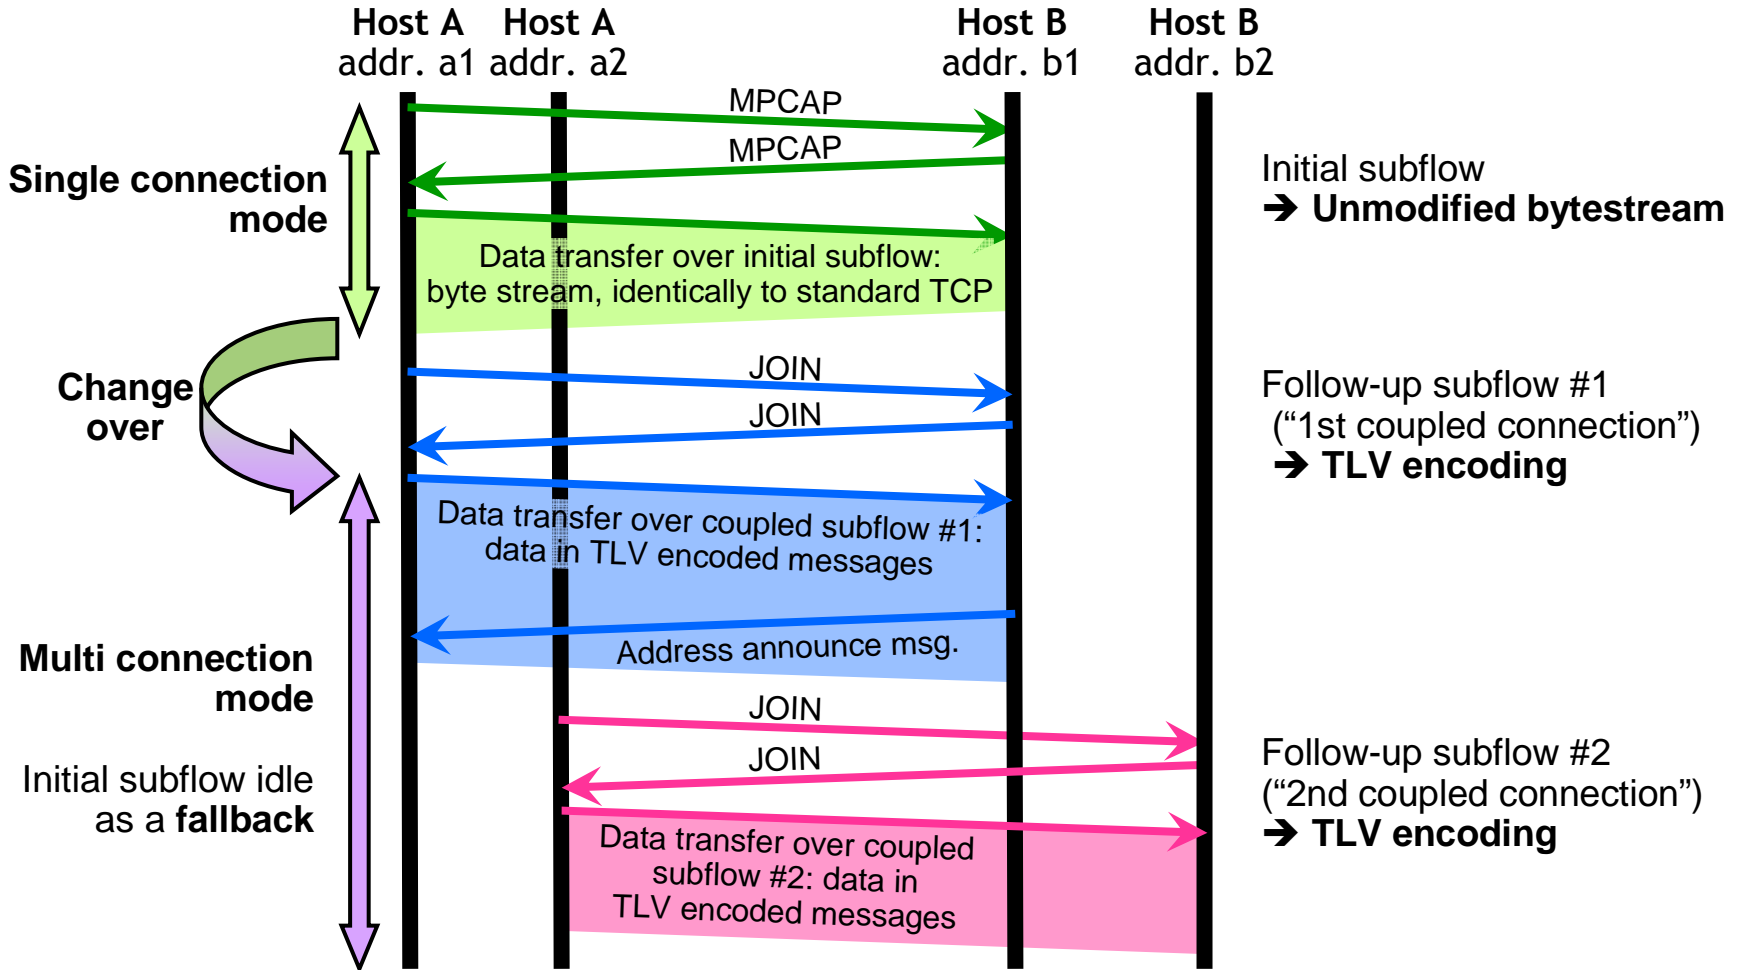 Host A
addr. a1
Host A
addr. a2
Host B
addr. b1
Host B
addr. b2
MPCAP
MPCAP
Single connection
mode
Initial subflow
➔ Unmodified bytestream
Data transfer over initial subflow:
byte stream, identically to standard TCP
Change
over
JOIN
JOIN
Follow-up subflow #1
(“1st coupled connection”)
➔ TLV encoding
Data transfer over coupled subflow #1:
data in TLV encoded messages
Address announce msg.
Multi connection
mode
Initial subflow idle
as a fallback
JOIN
JOIN
Follow-up subflow #2
(“2nd coupled connection”)
➔ TLV encoding
Data transfer over coupled
subflow #2: data in
TLV encoded messages